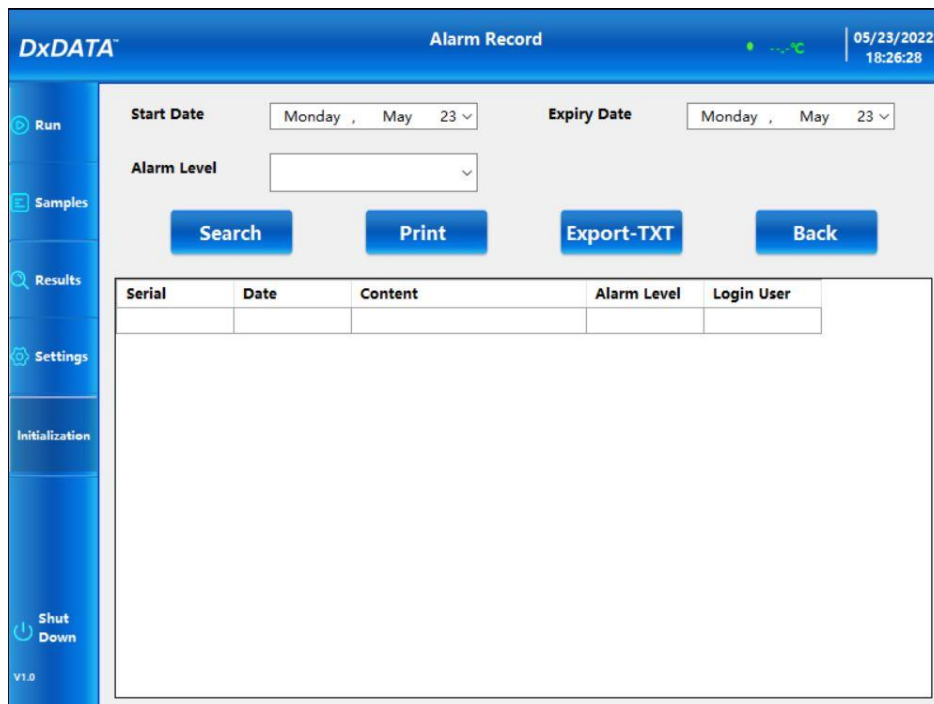 DxDATA™
Alarm Record
--.-℃
05/23/2022
18:26:28
Run
Samples
Results
Settings
Initialization
Shut
Down
V1.0
Start Date
Monday , May 23
Expiry Date
Monday , May 23
Alarm Level
Search
Print
Export-TXT
Back
Serial Date Content Alarm Level Login User